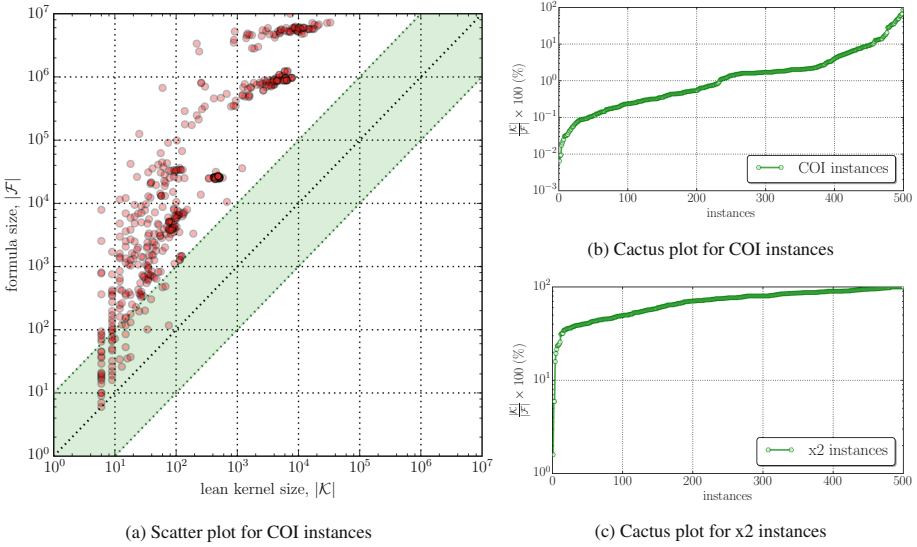 10^7
10^6
10^5
10^4
10^3
10^2
10^1
10^0
formula size, |𝓕|
10^0 10^1 10^2 10^3 10^4 10^5 10^6 10^7
lean kernel size, |𝓚|
(a) Scatter plot for COI instances
10^2
10^1
10^0
10^-1
10^-2
10^-3
|𝓚|/|𝓕| × 100 (%)
COI instances
0 100 200 300 400 500
instances
(b) Cactus plot for COI instances
10^2
10^1
10^0
|𝓚|/|𝓕| × 100 (%)
x2 instances
0 100 200 300 400 500
instances
(c) Cactus plot for x2 instances